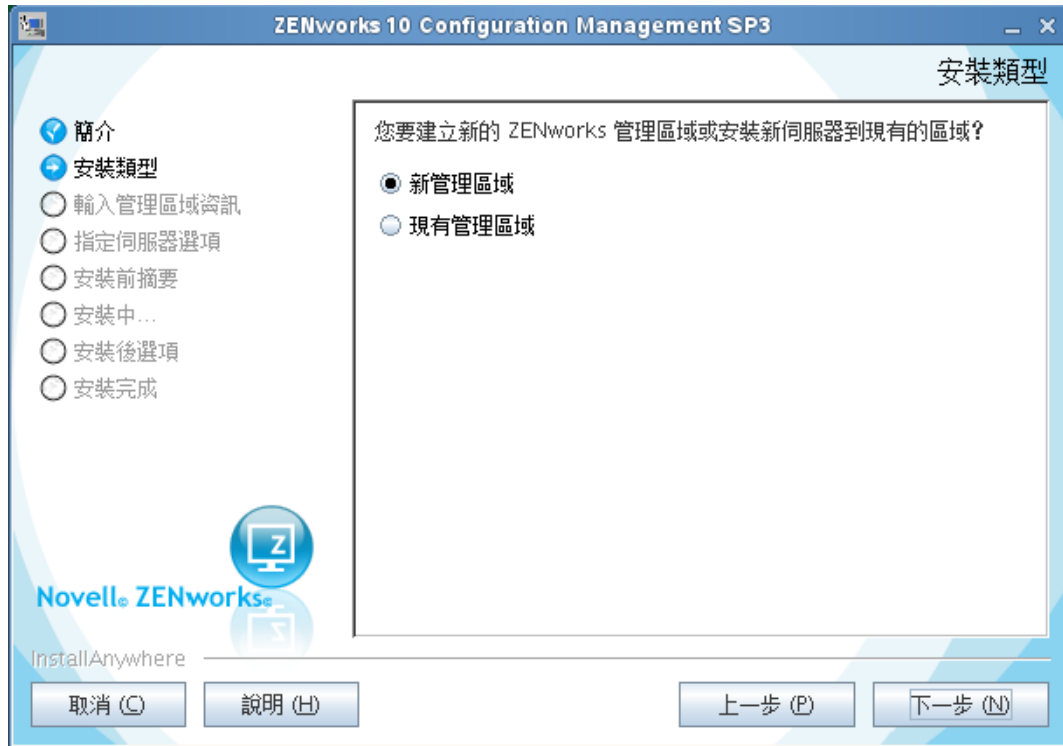 ZENworks 10 Configuration Management SP3
安裝類型
簡介
安裝類型
輸入管理區域資訊
指定伺服器選項
安裝前摘要
安裝中...
安裝後選項
安裝完成
您要建立新的 ZENworks 管理區域或安裝新伺服器到現有的區域?
新管理區域
現有管理區域
Z
Novell® ZENworks®
InstallAnywhere
取消 (C)
說明 (H)
上一步 (P)
下一步 (N)